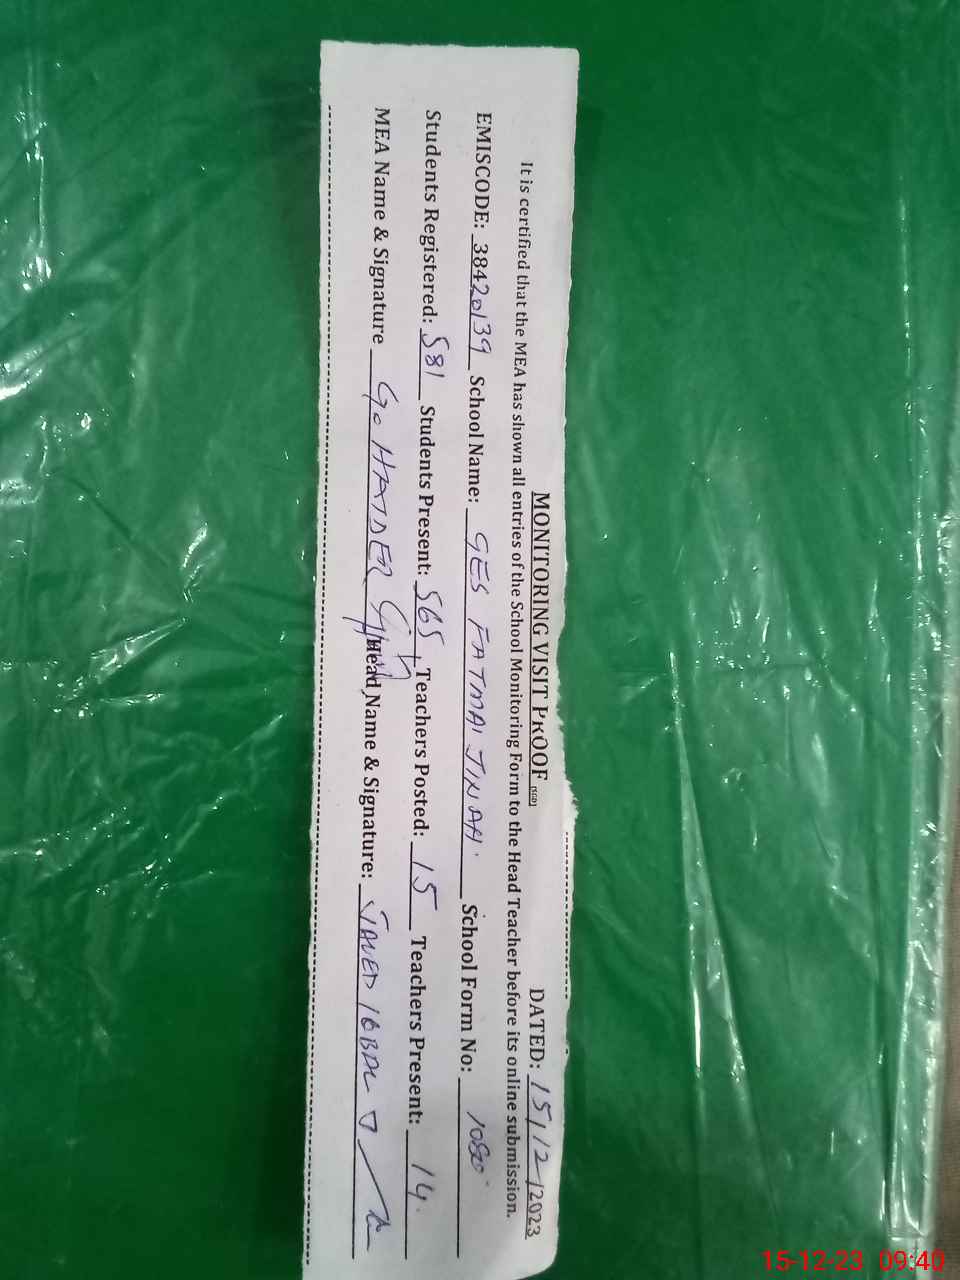 MONITORING VISIT PROOF (SGD) DATED: 15/12/2023
It is certified that the MEA has shown all entries of the School Monitoring Form to the Head Teacher before its online submission.
EMISCODE: 38420139 School Name: GES FATMAI JINAH. School Form No: 1080.
Students Registered: 581 Students Present: 565 Teachers Posted: 15 Teachers Present: 14.
MEA Name & Signature HAIDER Head Name & Signature: JAVED IQBAL
15-12-23 09:40